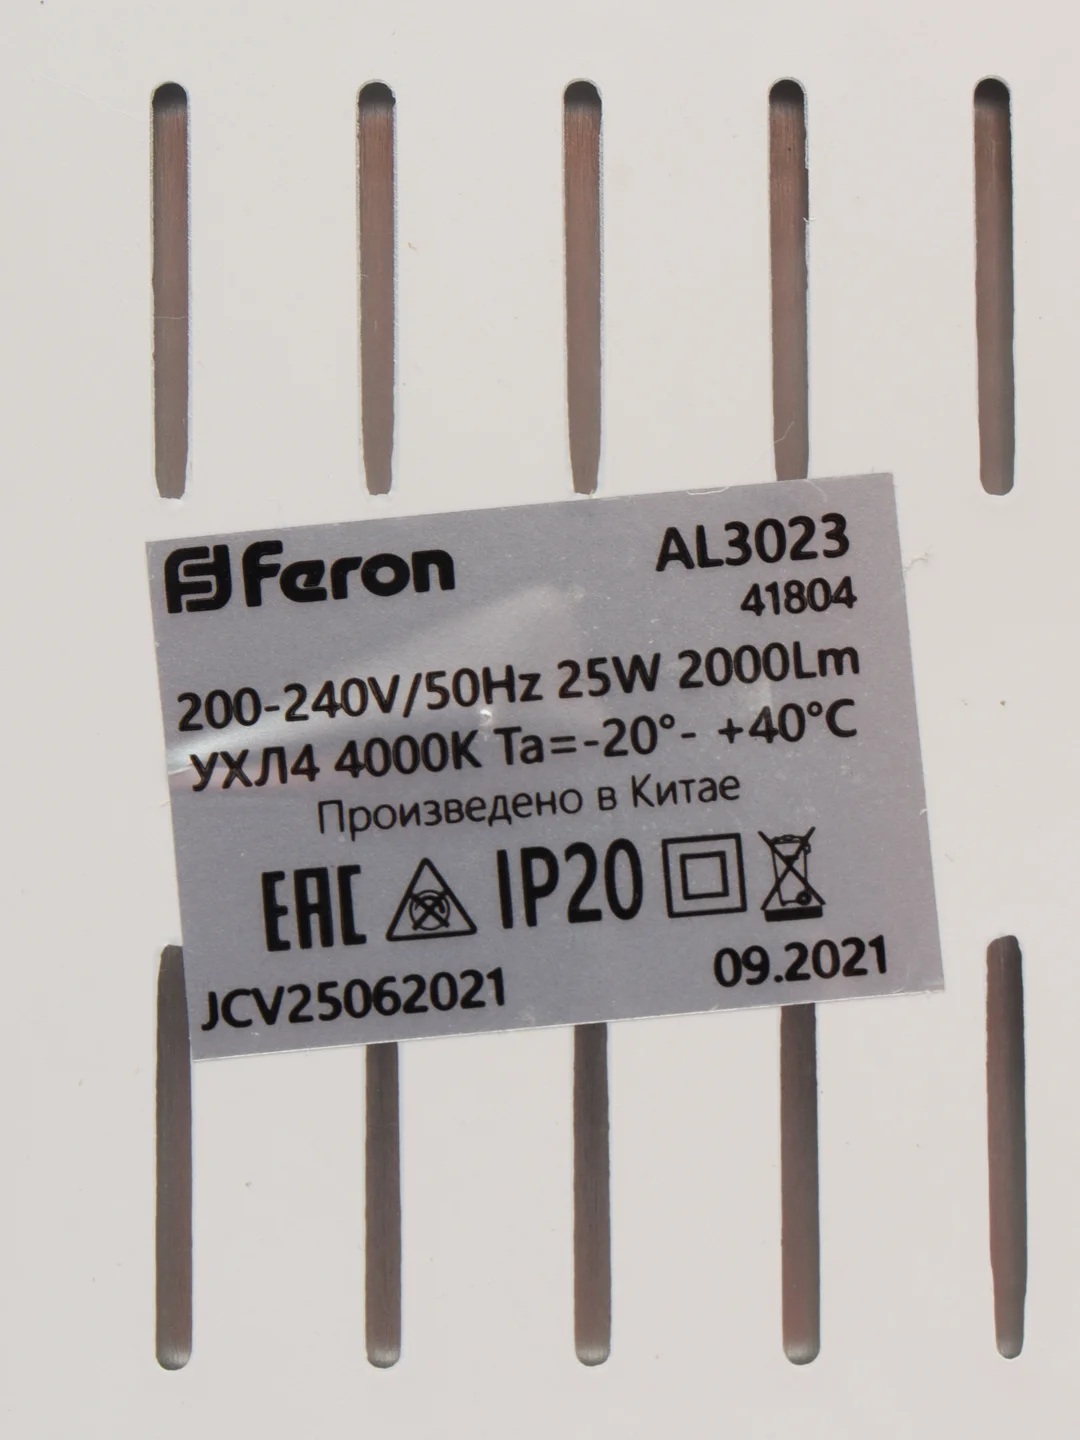 Feron AL3023
41804
200-240V/50Hz 25W 2000Lm
УХЛ4 4000K Ta=-20°- +40°C
Произведено в Китае
EAC IP20
JCV25062021 09.2021